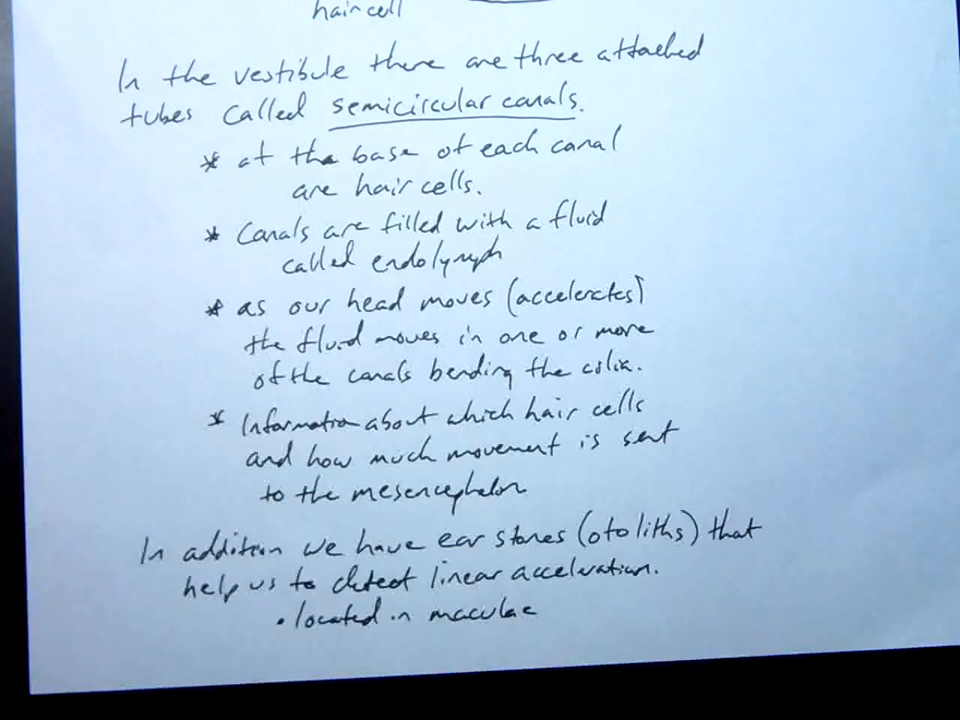 hair cell
In the vestibule there are three attached
tubes called semicircular canals.
* at the base of each canal
are hair cells.
* Canals are filled with a fluid
called endolymph
* as our head moves (accelerates)
the fluid moves in one or more
of the canals bending the cilia.
* Information about which hair cells
and how much movement is sent
to the mesencephalon
In addition we have ear stones (otoliths) that
help us to detect linear acceleration.
• located in maculae